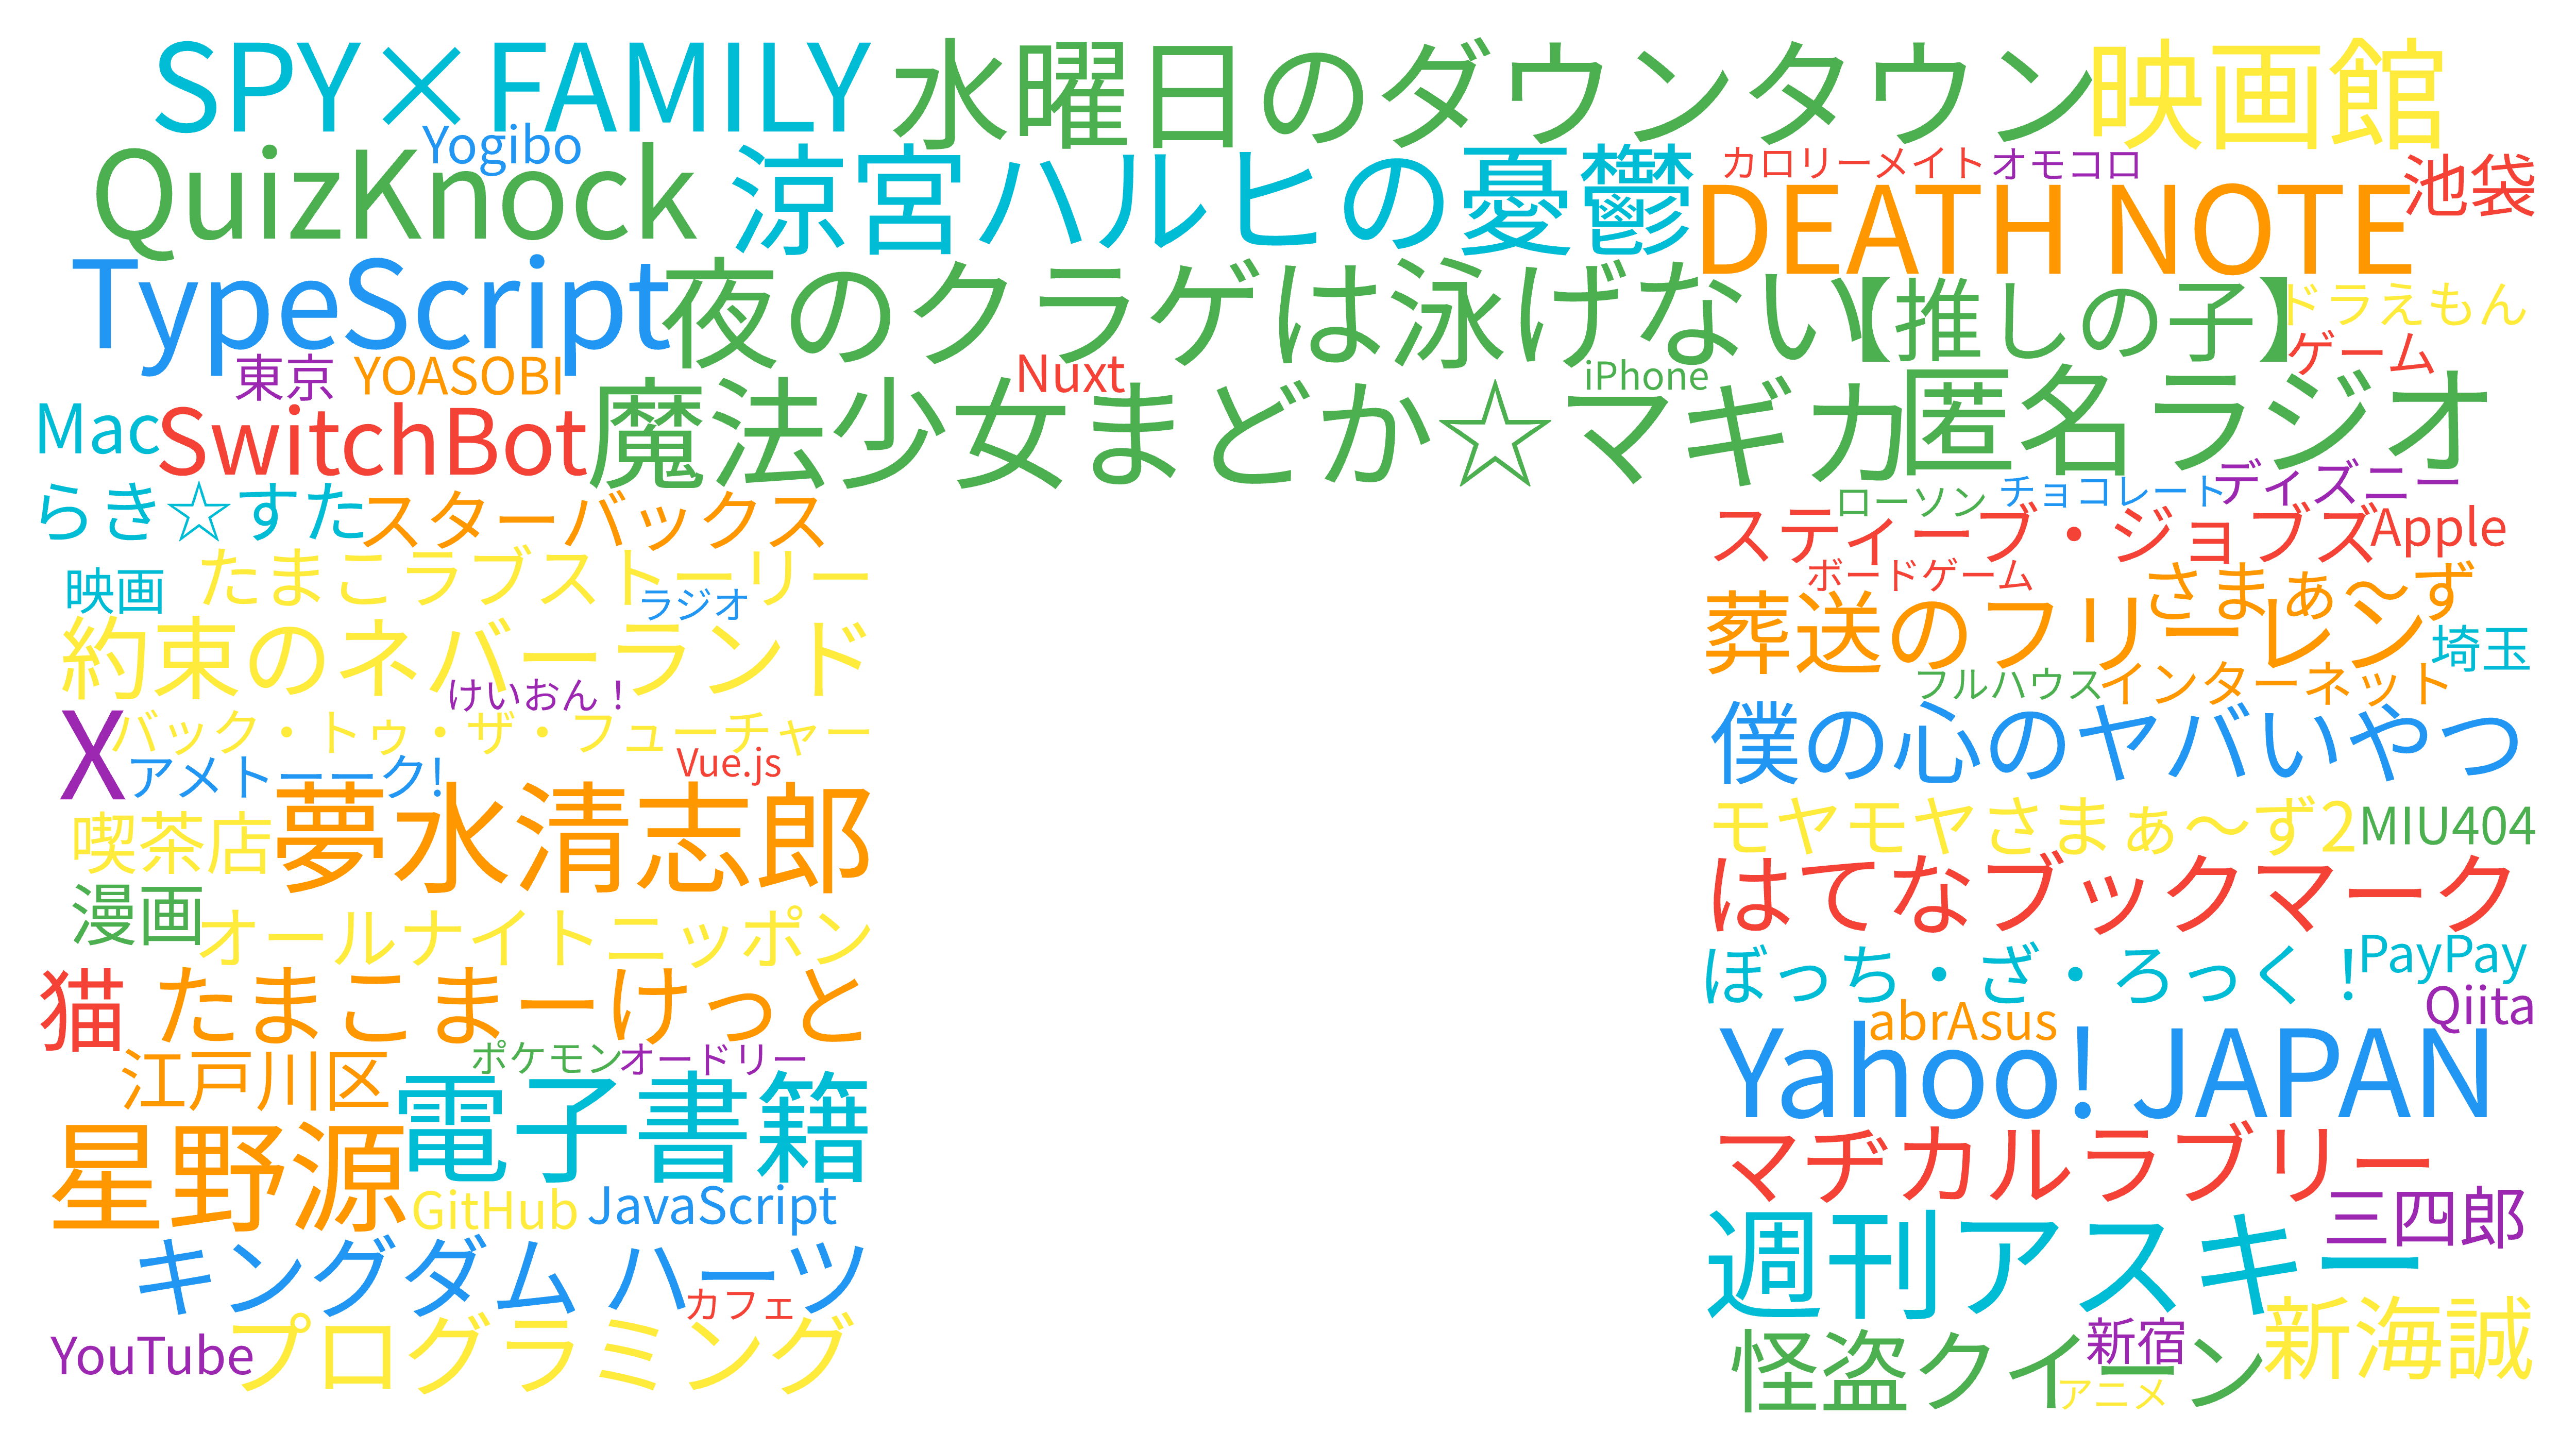 SPY×FAMILY 水曜日のダウンタウン 映画館
Yogibo
QuizKnock 涼宮ハルヒの憂鬱 カロリーメイト オモコロ 池袋
DEATH NOTE
TypeScript 夜のクラゲは泳げない 【推しの子】 ドラえもん
東京 YOASOBI Nuxt iPhone ゲーム
Mac SwitchBot 魔法少女まどか☆マギカ 匿名ラジオ
らき☆すた スターバックス
ローソン チョコレート ディズニー
スティーブ・ジョブズ Apple
映画 たまこラブストーリー ラジオ
ボードゲーム さまぁ〜ず
約束のネバーランド 葬送のフリーレン 埼玉
けいおん！ フルハウス インターネット
X バック・トゥ・ザ・フューチャー 僕の心のヤバいやつ
アメトーーク! Vue.js
喫茶店 夢水清志郎 モヤモヤさまぁ〜ず2 MIU404
漫画 オールナイトニッポン はてなブックマーク
猫 たまこまーけっと ぼっち・ざ・ろっく！ PayPay
abrAsus Qiita
江戸川区 ポケモン オードリー Yahoo! JAPAN
電子書籍
星野源 マヂカルラブリー
GitHub JavaScript 三四郎
キングダム ハーツ 週刊アスキー
カフェ
YouTube プログラミング 怪盗クイーン 新宿 新海誠
アニメ